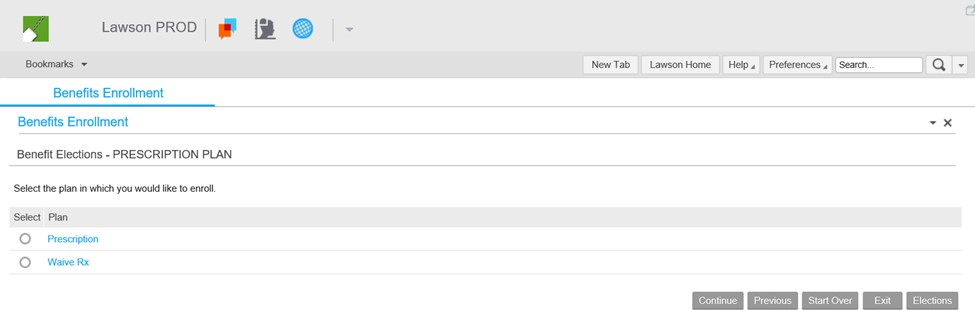 Lawson PROD
Bookmarks New Tab Lawson Home Help Preferences Search...
Benefits Enrollment
Benefits Enrollment
Benefit Elections - PRESCRIPTION PLAN
Select the plan in which you would like to enroll.
Select Plan
Prescription
Waive Rx
Continue Previous Start Over Exit Elections